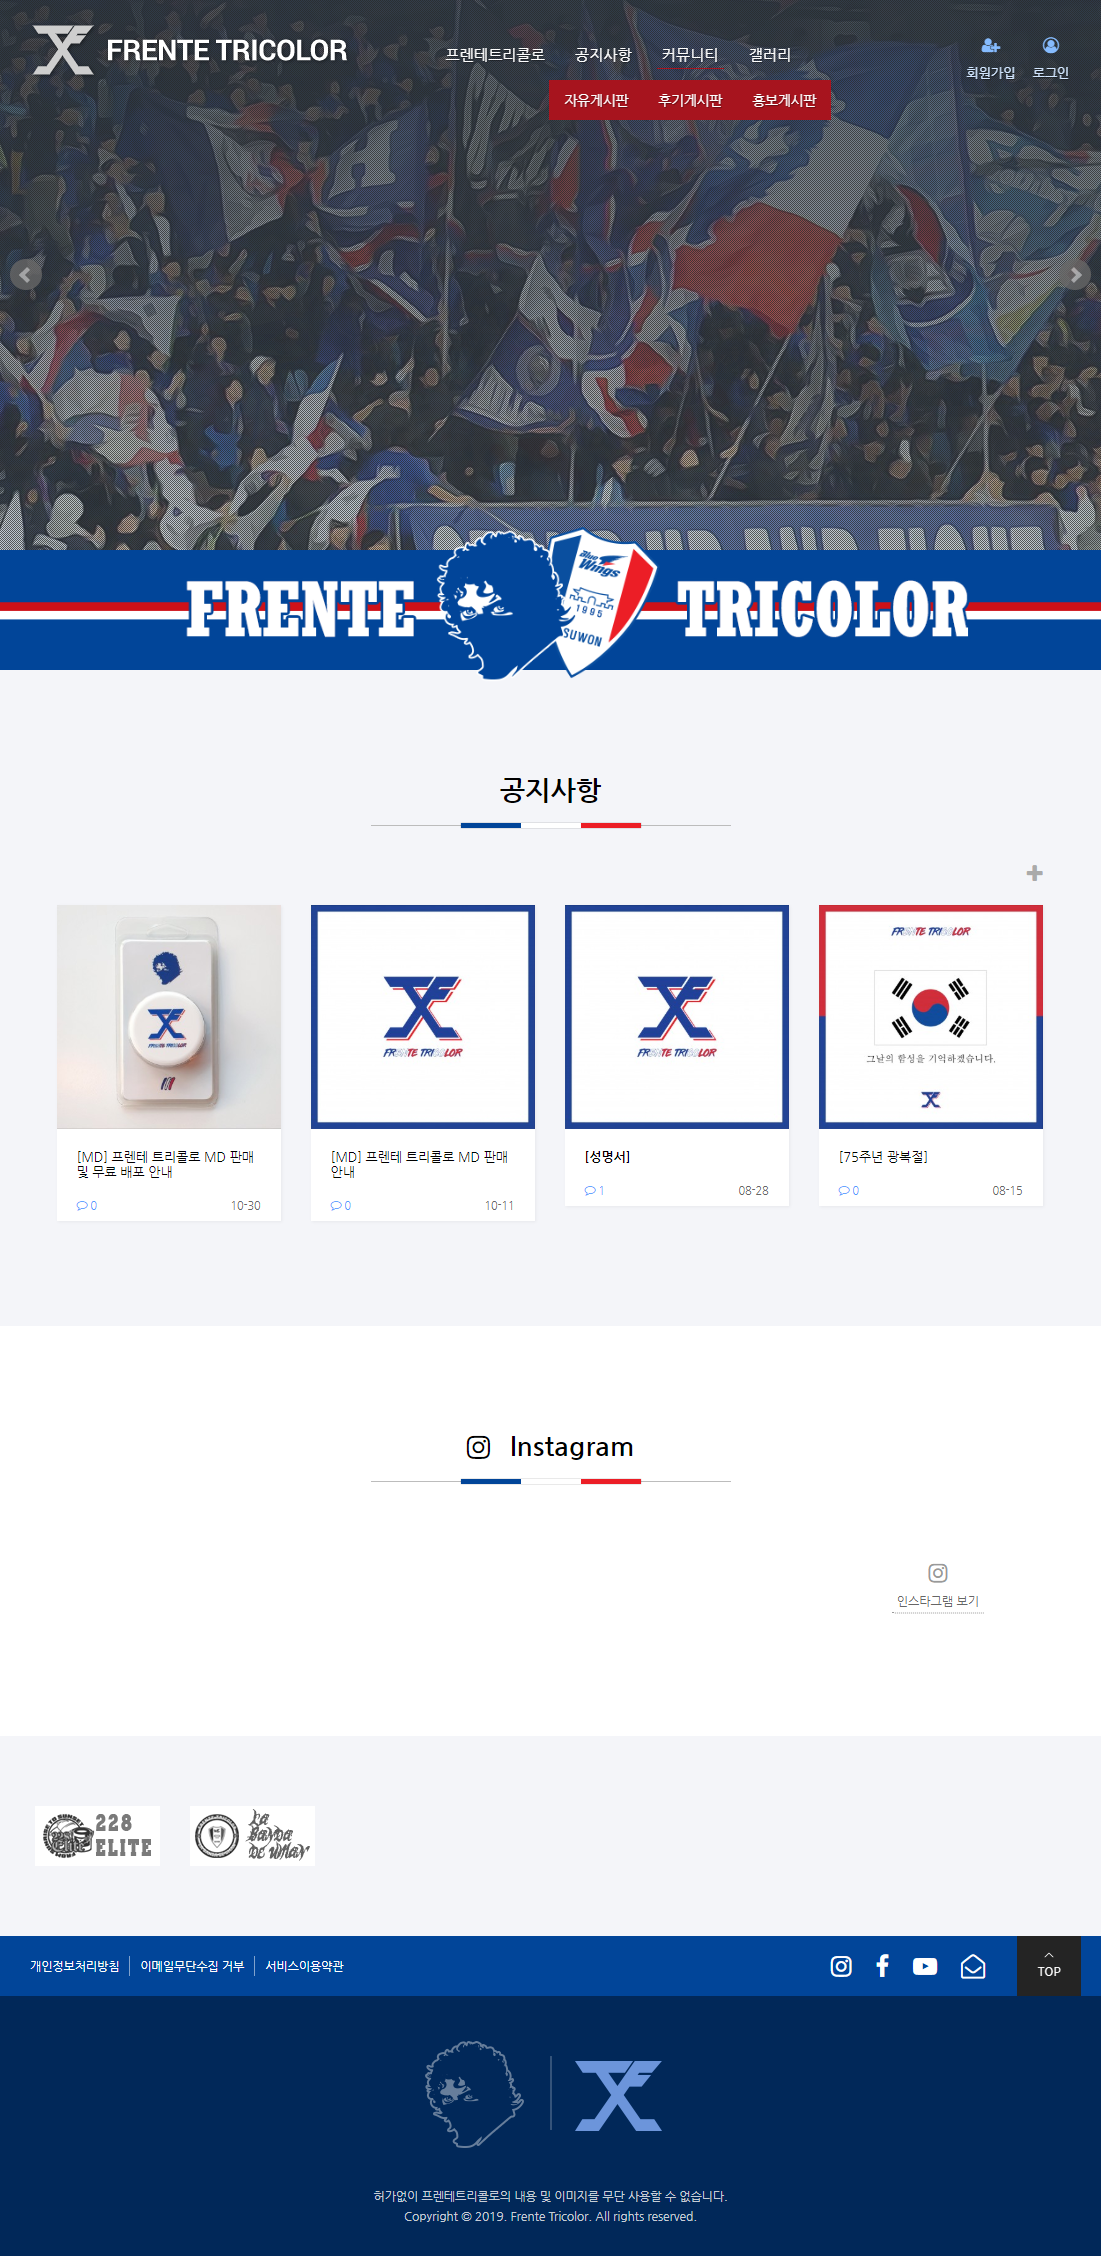 FRENTE TRICOLOR
프렌테트리콜로 공지사항 커뮤니티 갤러리
회원가입 로그인
자유게시판 후기게시판 홍보게시판
FRENTE TRICOLOR
Blue Wings
1995
SUWON
공지사항
FRENTE TRICOLOR
FRENTE TRICOLOR
FRENTE TRICOLOR
FRENTE TRICOLOR
그날의 함성을 기억하겠습니다.
[MD] 프렌테 트리콜로 MD 판매 및 무료 배포 안내
0 10-30
[MD] 프렌테 트리콜로 MD 판매 안내
0 10-11
[성명서]
1 08-28
[75주년 광복절]
0 08-15
Instagram
인스타그램 보기
228 ELITE
개인정보처리방침 이메일무단수집 거부 서비스이용약관
TOP
허가없이 프렌테트리콜로의 내용 및 이미지를 무단 사용할 수 없습니다.
Copyright © 2019. Frente Tricolor. All rights reserved.